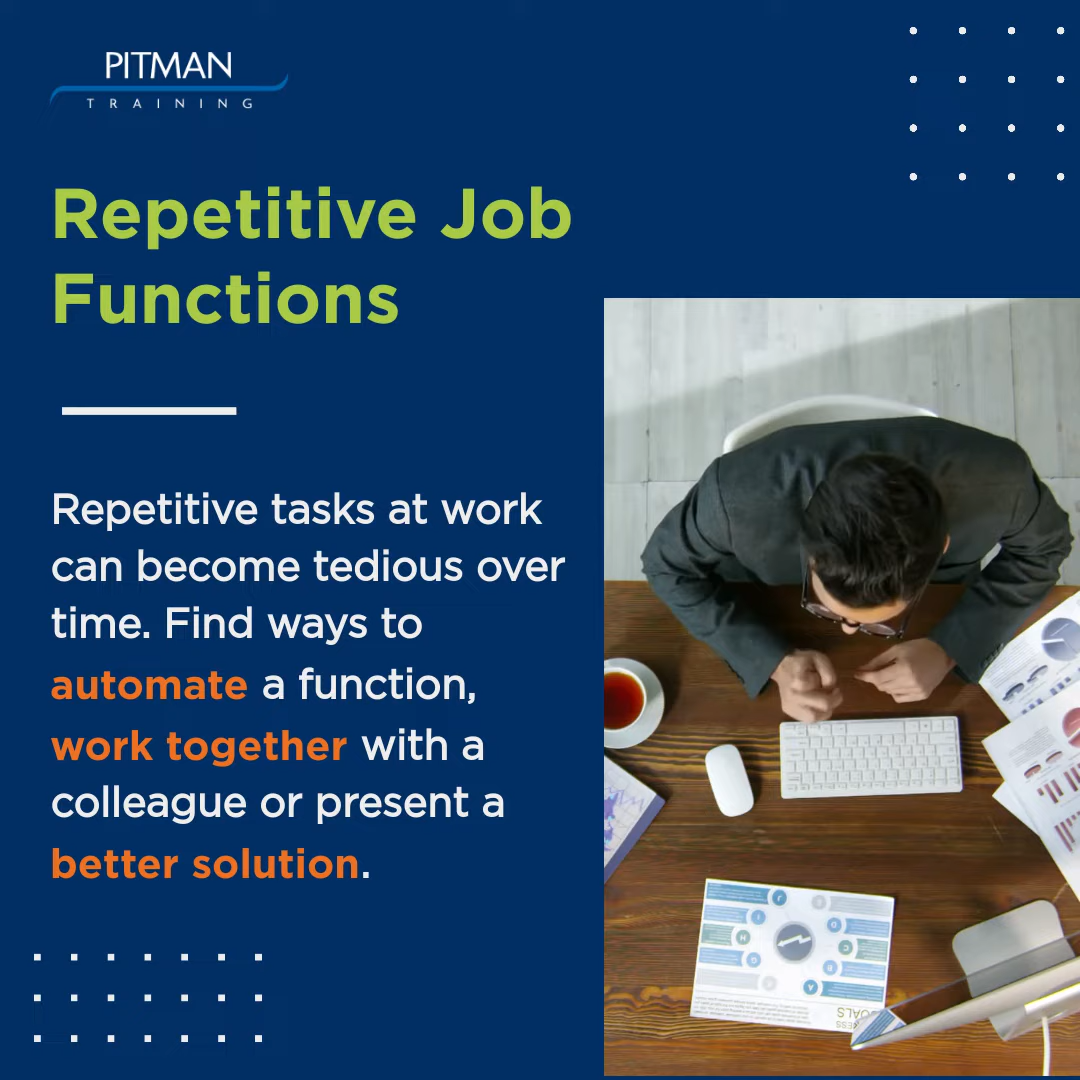 PITMAN
TRAINING
Repetitive Job
Functions
Repetitive tasks at work
can become tedious over
time. Find ways to
automate a function,
work together with a
colleague or present a
better solution.